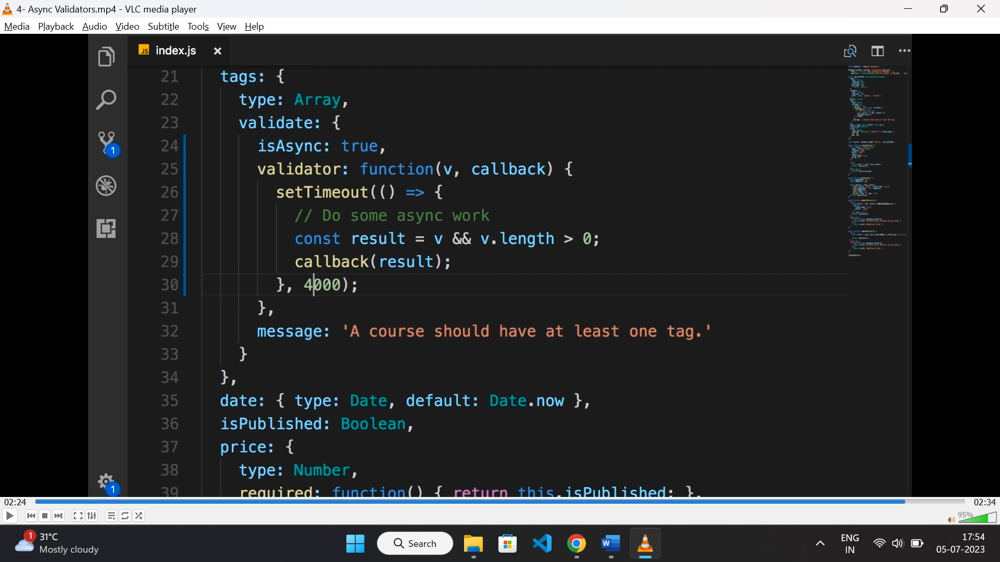 4- Async Validators.mp4 - VLC media player
Media Playback Audio Video Subtitle Tools View Help
JS index.js
21 tags: {
22 type: Array,
23 validate: {
24 isAsync: true,
25 validator: function(v, callback) {
26 setTimeout(() => {
27 // Do some async work
28 const result = v && v.length > 0;
29 callback(result);
30 }, 4000);
31 },
32 message: 'A course should have at least one tag.'
33 }
34 },
35 date: { type: Date, default: Date.now },
36 isPublished: Boolean,
37 price: {
38 type: Number,
39 required: function() { return this.isPublished; },
1
1
02:24
02:34
95%
1
31°C
Mostly cloudy
Search
W
ENG
IN
17:54
05-07-2023